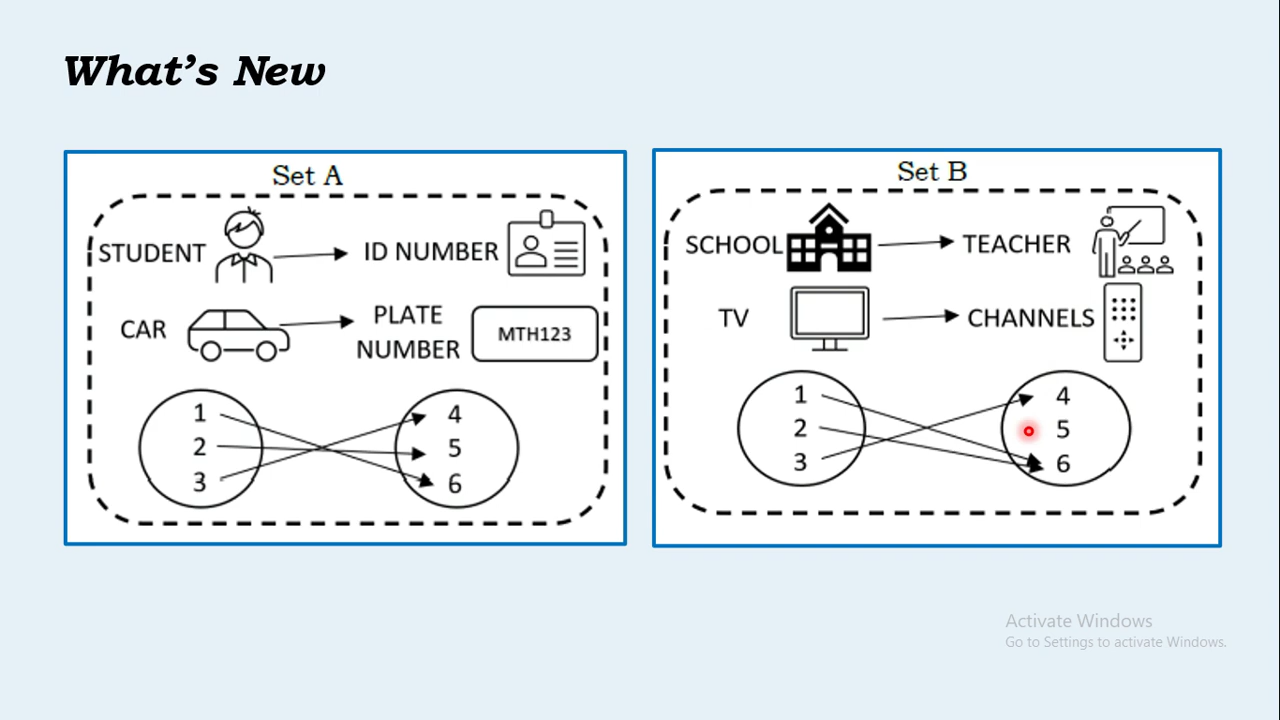 What's New
Set A
STUDENT
ID NUMBER
CAR
PLATE
NUMBER
MTH123
1
2
3
4
5
6
Set B
SCHOOL
TEACHER
TV
CHANNELS
1
2
3
4
5
6
Activate Windows
Go to Settings to activate Windows.